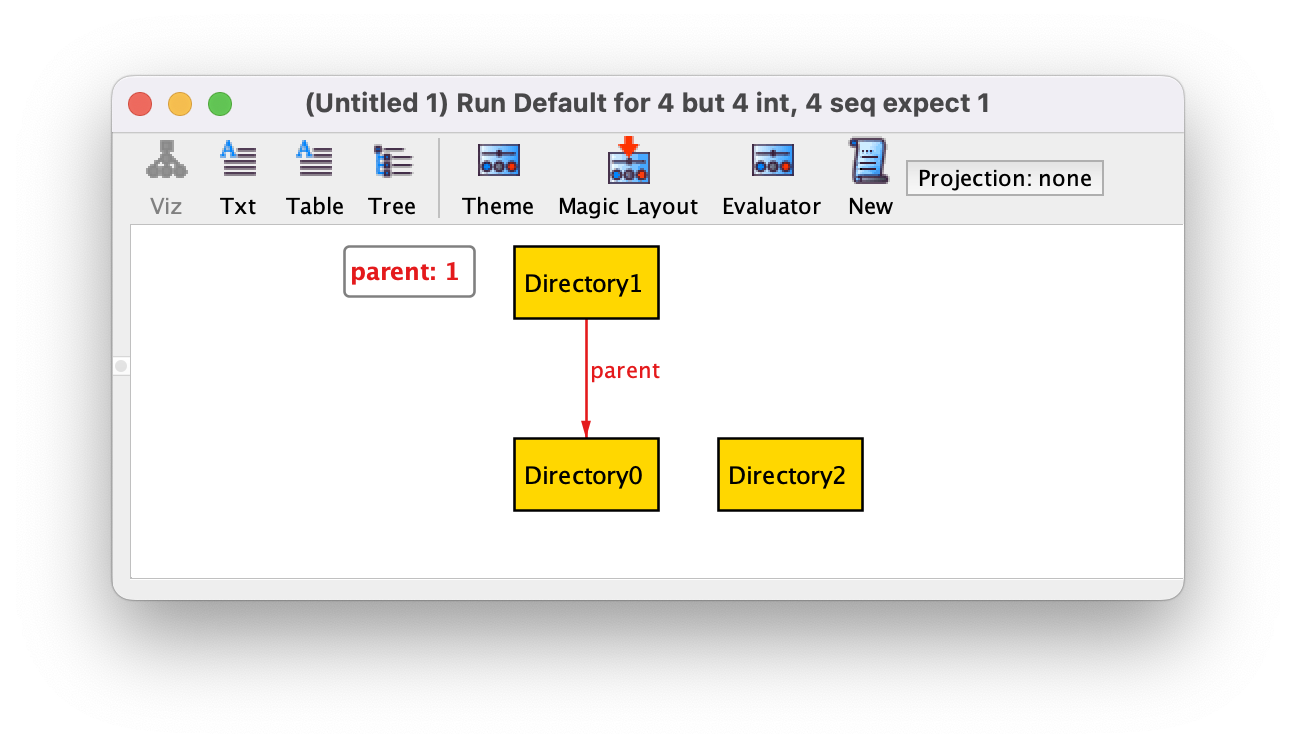 (Untitled 1) Run Default for 4 but 4 int, 4 seq expect 1
Viz Txt Table Tree Theme Magic Layout Evaluator New Projection: none
parent: 1
Directory1
parent
Directory0
Directory2